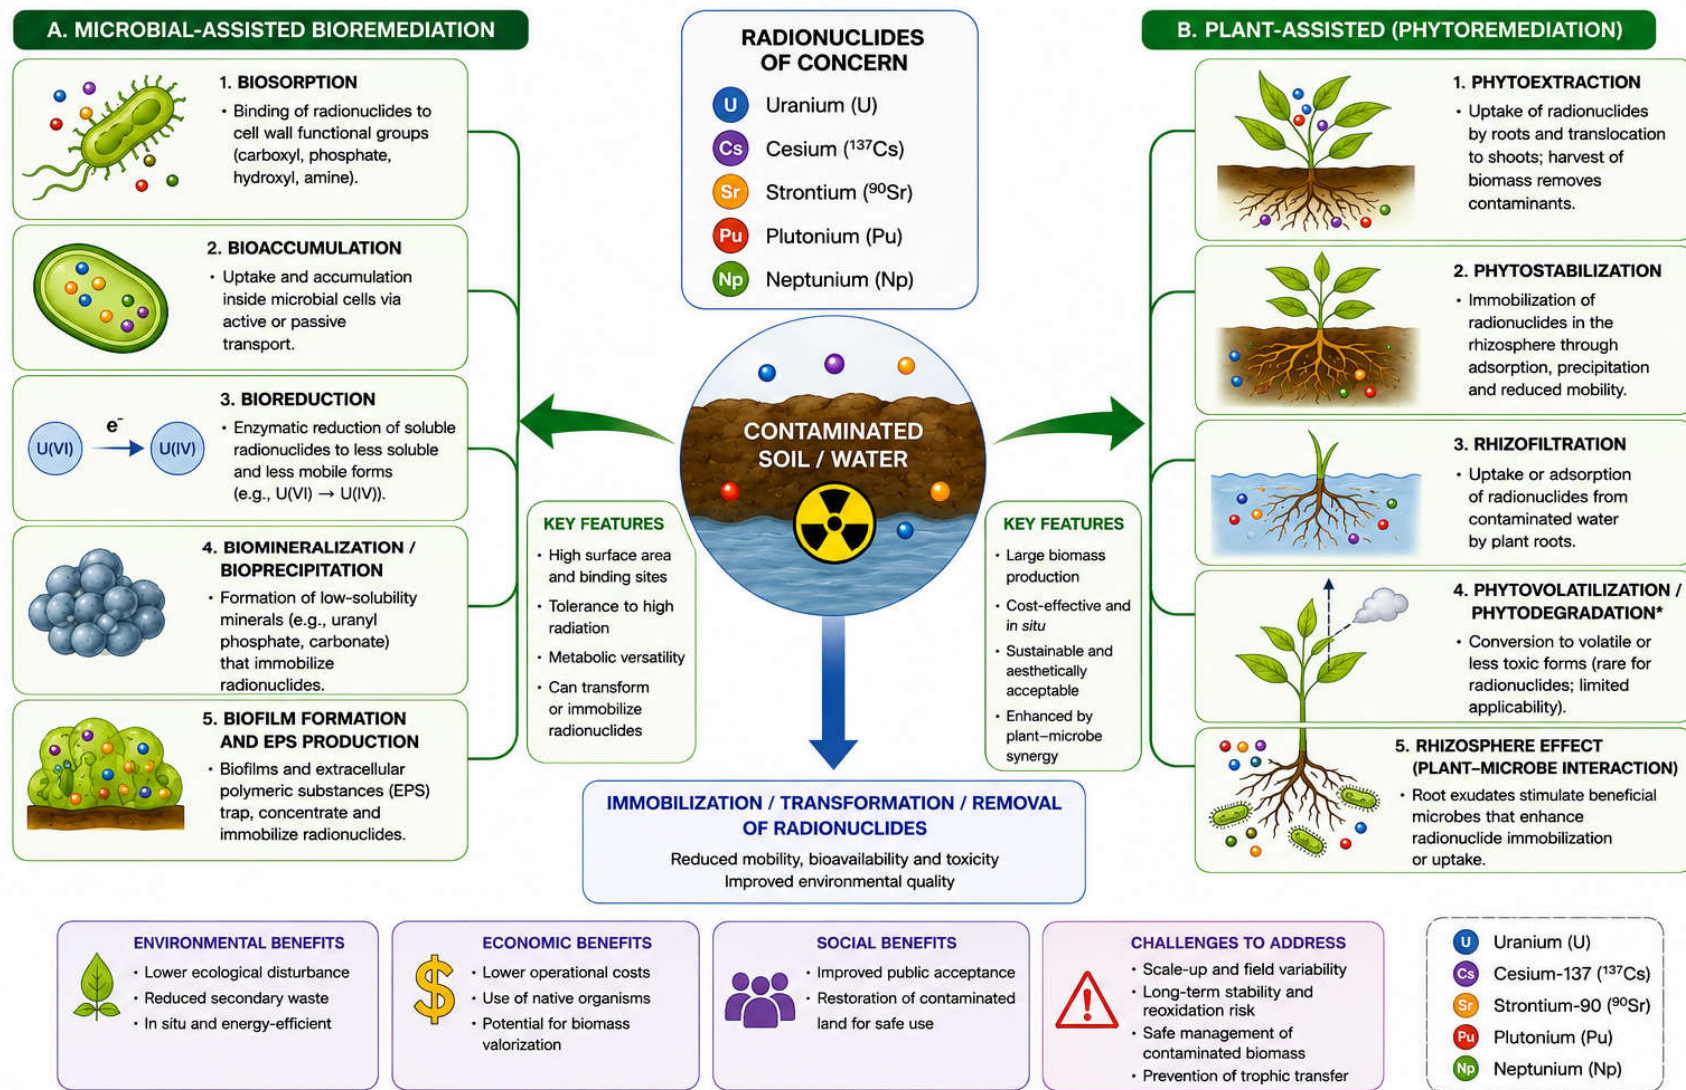 A. MICROBIAL-ASSISTED BIOREMEDIATION
1. BIOSORPTION
• Binding of radionuclides to
cell wall functional groups
(carboxyl, phosphate,
hydroxyl, amine).
2. BIOACCUMULATION
• Uptake and accumulation
inside microbial cells via
active or passive
transport.
U(VI)
e⁻
U(IV)
3. BIOREDUCTION
• Enzymatic reduction of soluble
radionuclides to less soluble
and less mobile forms
(e.g., U(VI) → U(IV)).
4. BIOMINERALIZATION /
BIOPRECIPITATION
• Formation of low-solubility
minerals (e.g., uranyl
phosphate, carbonate)
that immobilize
radionuclides.
5. BIOFILM FORMATION
AND EPS PRODUCTION
• Biofilms and extracellular
polymeric substances (EPS)
trap, concentrate and
immobilize radionuclides.
KEY FEATURES
• High surface area
and binding sites
• Tolerance to high
radiation
• Metabolic versatility
• Can transform
or immobilize
radionuclides
RADIONUCLIDES
OF CONCERN
U Uranium (U)
Cs Cesium (¹³⁷Cs)
Sr Strontium (⁹⁰Sr)
Pu Plutonium (Pu)
Np Neptunium (Np)
CONTAMINATED
SOIL / WATER
IMMOBILIZATION / TRANSFORMATION / REMOVAL
OF RADIONUCLIDES
Reduced mobility, bioavailability and toxicity
Improved environmental quality
KEY FEATURES
• Large biomass
production
• Cost-effective and
in situ
• Sustainable and
aesthetically
acceptable
• Enhanced by
plant–microbe
synergy
B. PLANT-ASSISTED (PHYTOREMEDIATION)
1. PHYTOEXTRACTION
• Uptake of radionuclides
by roots and translocation
to shoots; harvest of
biomass removes
contaminants.
2. PHYTOSTABILIZATION
• Immobilization of
radionuclides in the
rhizosphere through
adsorption, precipitation
and reduced mobility.
3. RHIZOFILTRATION
• Uptake or adsorption
of radionuclides from
contaminated water
by plant roots.
4. PHYTOVOLATILIZATION /
PHYTODEGRADATION*
• Conversion to volatile or
less toxic forms (rare for
radionuclides; limited
applicability).
5. RHIZOSPHERE EFFECT
(PLANT–MICROBE INTERACTION)
• Root exudates stimulate beneficial
microbes that enhance
radionuclide immobilization
or uptake.
ENVIRONMENTAL BENEFITS
• Lower ecological disturbance
• Reduced secondary waste
• In situ and energy-efficient
$
ECONOMIC BENEFITS
• Lower operational costs
• Use of native organisms
• Potential for biomass
valorization
SOCIAL BENEFITS
• Improved public acceptance
• Restoration of contaminated
land for safe use
!
CHALLENGES TO ADDRESS
• Scale-up and field variability
• Long-term stability and
reoxidation risk
• Safe management of
contaminated biomass
• Prevention of trophic transfer
U Uranium (U)
Cs Cesium-137 (¹³⁷Cs)
Sr Strontium-90 (⁹⁰Sr)
Pu Plutonium (Pu)
Np Neptunium (Np)